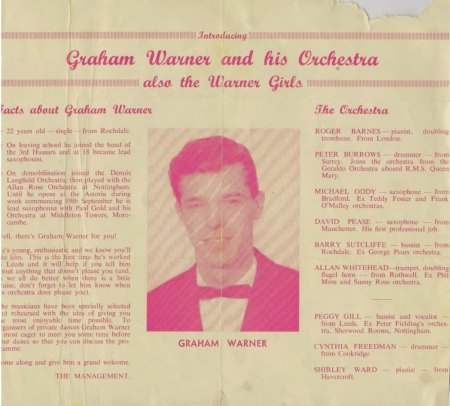 Introducing
Graham Warner and his Orchestra
also the Warner Girls
Facts about Graham Warner
22 years old — single — from Rochdale.
On leaving school he joined the band of
the 3rd Hussars and at 18 became lead
saxophonist.
On demobilisation joined the Dennis
Langfield Orchestra, then played with the
Allan Ross Orchestra at Nottingham.
Until he opens at the Astoria during
week commencing 19th September he is
lead saxophonist with Paul Gold and his
Orchestra at Middleton Towers, More-
cambe.
Well, there's Graham Warner for you!
He's young, enthusiastic and we know you'll
like him. This is the first time he's worked
in Leeds and it will help if you tell him
about anything that doesn't please you (and,
we all do better when there is a little
praise, don't forget to let him know when
orchestra does please you).
The musicians have been specially selected
and rehearsed with the idea of giving you
the most enjoyable time possible. To
organisers of private dances Graham Warner
most eager to meet you some time before
your dance so that you can discuss the pro-
gramme.
Come along and give him a grand welcome.
THE MANAGEMENT.
GRAHAM WARNER
The Orchestra
ROGER BARNES—pianist, doubling
trombone. From London.
PETER BURROWS — drummer — from
Surrey. Joins the orchestra from the
Geraldo Orchestra aboard R.M.S. Queen
Mary.
MICHAEL ODDY — saxophone — from
Bradford. Ex Teddy Foster and Frank
O'Malley orchestras.
DAVID PEASE — saxophone — from
Manchester. His first professional job.
BARRY SUTCLIFFE — bassist — from
Rochdale. Ex George Pears orchestra.
ALLAN WHITEHEAD—trumpet, doubling
flugel horn — from Rothwell. Ex Phil
Moss and Sunny Rose orchestra.
PEGGY GILL — bassist and vocalist —
from Leeds. Ex Peter Fielding's orches-
tra, Sherwood Rooms, Nottingham.
CYNTHIA FREEDMAN — drummer —
from Cookridge.
SHIRLEY WARD — pianist — from
Havercroft.